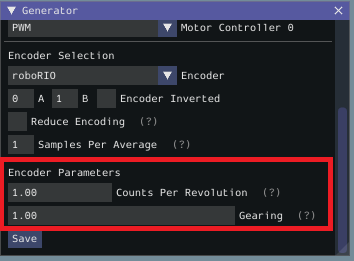 Generator
PWM Motor Controller 0
Encoder Selection
roboRIO Encoder
0 A 1 B Encoder Inverted
Reduce Encoding (?)
1 Samples Per Average (?)
Encoder Parameters
1.00 Counts Per Revolution (?)
1.00 Gearing (?)
Save